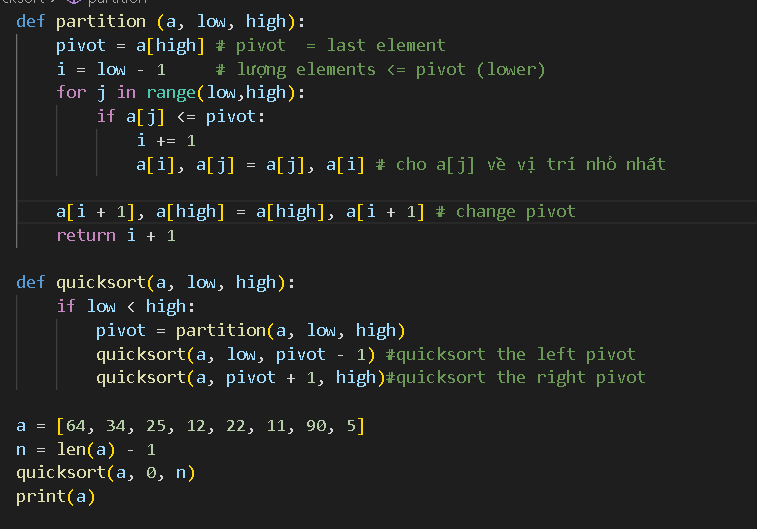 partition
def partition (a, low, high):
    pivot = a[high] # pivot  = last element
    i = low - 1     # lượng elements <= pivot (lower)
    for j in range(low,high):
        if a[j] <= pivot:
            i += 1
            a[i], a[j] = a[j], a[i] # cho a[j] về vị trí nhỏ nhất
    a[i + 1], a[high] = a[high], a[i + 1] # change pivot
    return i + 1
def quicksort(a, low, high):
    if low < high:
        pivot = partition(a, low, high)
        quicksort(a, low, pivot - 1) #quicksort the left pivot
        quicksort(a, pivot + 1, high)#quicksort the right pivot
a = [64, 34, 25, 12, 22, 11, 90, 5]
n = len(a) - 1
quicksort(a, 0, n)
print(a)